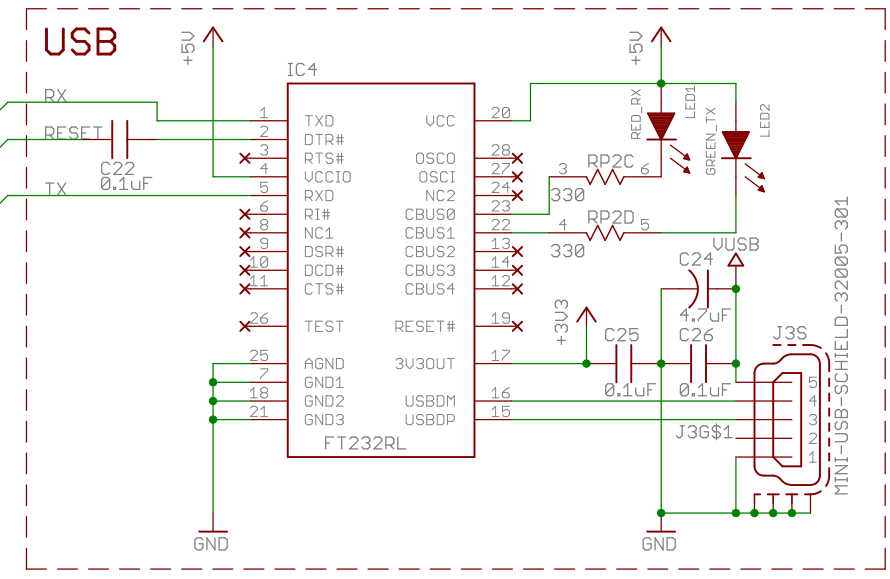 USB
+5V
+5V
IC4
RX
1
TXD
VCC
20
RED_RX
LED1
GREEN_TX
LED2
RESET
2
DTR#
C22
0.1uF
3
RTS#
OSCO
28
4
VCCIO
OSCI
27
3
RP2C
6
330
TX
5
RXD
NC2
24
6
RI#
CBUS0
23
8
NC1
CBUS1
22
4
RP2D
5
330
9
DSR#
CBUS2
13
10
DCD#
CBUS3
14
11
CTS#
CBUS4
12
VUSB
C24
4.7uF
26
TEST
RESET#
19
+3V3
C25
0.1uF
C26
0.1uF
J3S
25
AGND
3V3OUT
17
7
GND1
18
GND2
USBDM
16
21
GND3
USBDP
15
FT232RL
J3G$1
5
4
3
2
1
MINI-USB-SCHIELD-32005-301
GND
GND